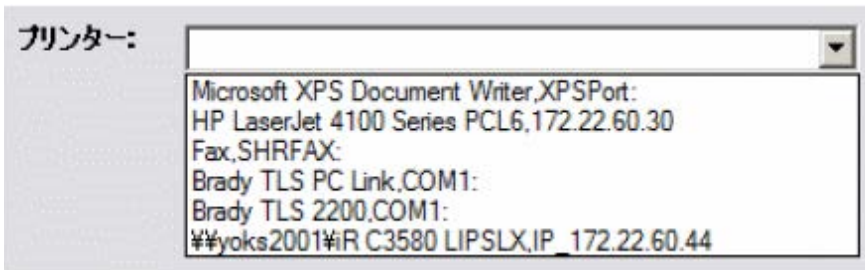 プリンター:
Microsoft XPS Document Writer,XPSPort:
HP LaserJet 4100 Series PCL6,172.22.60.30
Fax,SHRFAX:
Brady TLS PC Link,COM1:
Brady TLS 2200,COM1:
¥¥yoks2001¥iR C3580 LIPSLX,IP_172.22.60.44